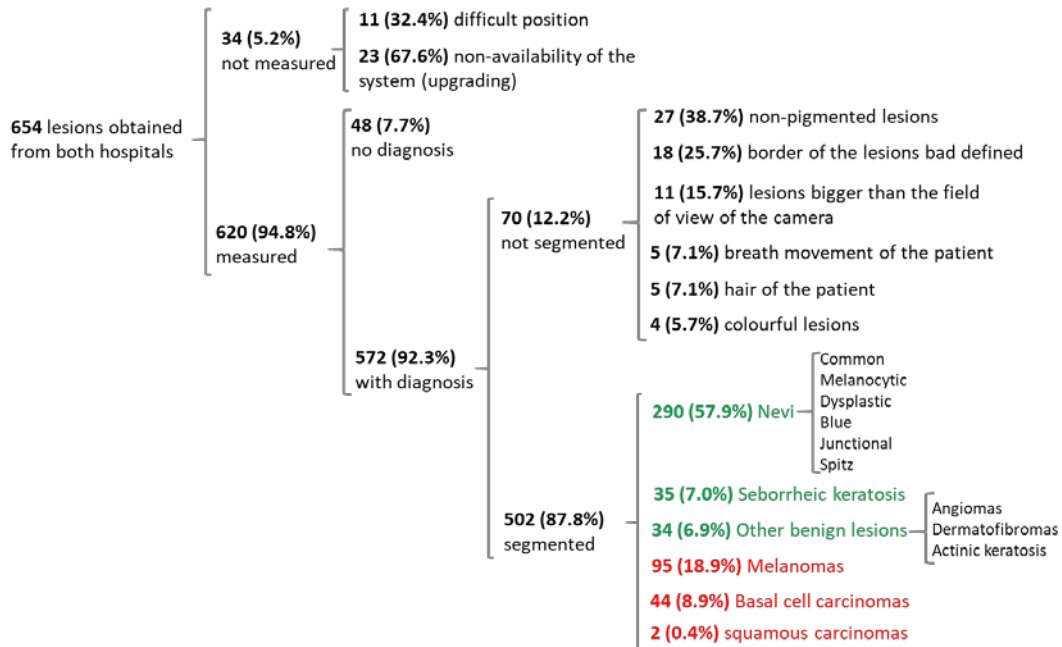 654 lesions obtained
from both hospitals
34 (5.2%)
not measured
11 (32.4%) difficult position
23 (67.6%) non-availability of the
system (upgrading)
620 (94.8%)
measured
48 (7.7%)
no diagnosis
572 (92.3%)
with diagnosis
70 (12.2%)
not segmented
27 (38.7%) non-pigmented lesions
18 (25.7%) border of the lesions bad defined
11 (15.7%) lesions bigger than the field
of view of the camera
5 (7.1%) breath movement of the patient
5 (7.1%) hair of the patient
4 (5.7%) colourful lesions
502 (87.8%)
segmented
290 (57.9%) Nevi
Common
Melanocytic
Dysplastic
Blue
Junctional
Spitz
35 (7.0%) Seborrheic keratosis
34 (6.9%) Other benign lesions
Angiomas
Dermatofibromas
Actinic keratosis
95 (18.9%) Melanomas
44 (8.9%) Basal cell carcinomas
2 (0.4%) squamous carcinomas